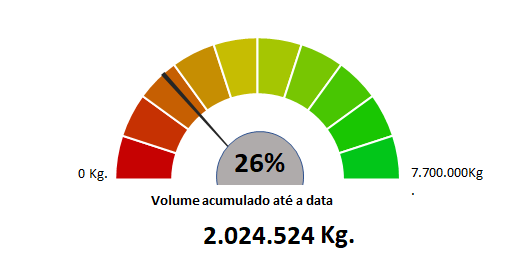 26%
0 Kg.
7.700.000Kg
.
Volume acumulado até a data
2.024.524 Kg.